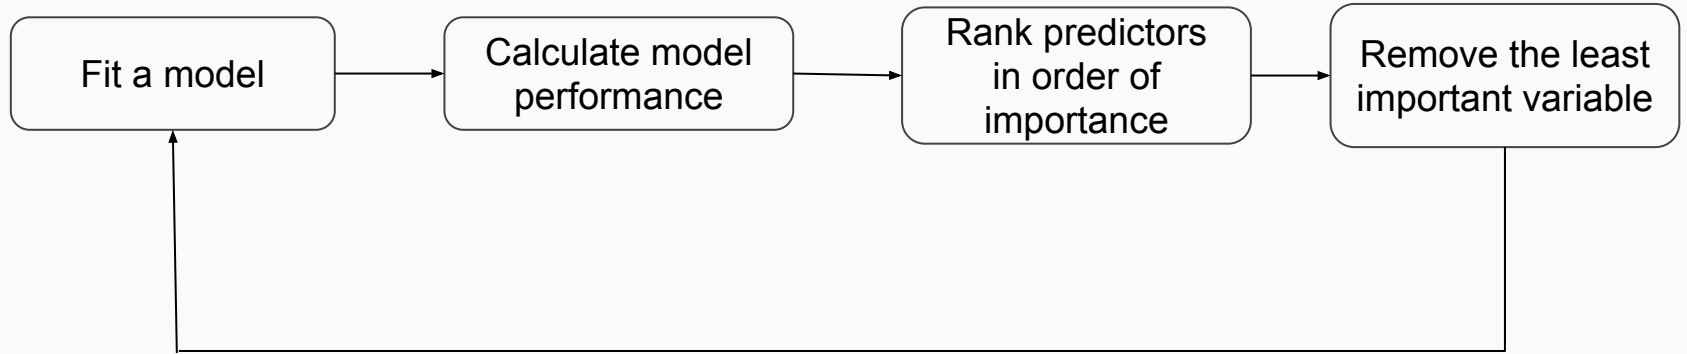 Fit a model
Calculate model
performance
Rank predictors
in order of
importance
Remove the least
important variable